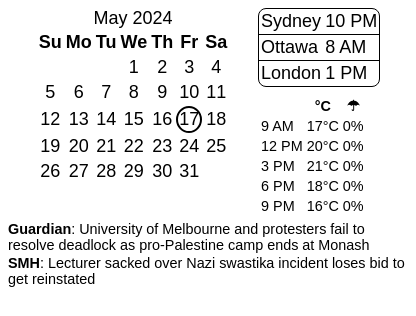 May 2024
Su Mo Tu We Th Fr Sa
1 2 3 4
5 6 7 8 9 10 11
12 13 14 15 16 17 18
19 20 21 22 23 24 25
26 27 28 29 30 31
Sydney 10 PM
Ottawa 8 AM
London 1 PM
°C ☂
9 AM 17°C 0%
12 PM 20°C 0%
3 PM 21°C 0%
6 PM 18°C 0%
9 PM 16°C 0%
Guardian: University of Melbourne and protesters fail to
resolve deadlock as pro-Palestine camp ends at Monash
SMH: Lecturer sacked over Nazi swastika incident loses bid to
get reinstated